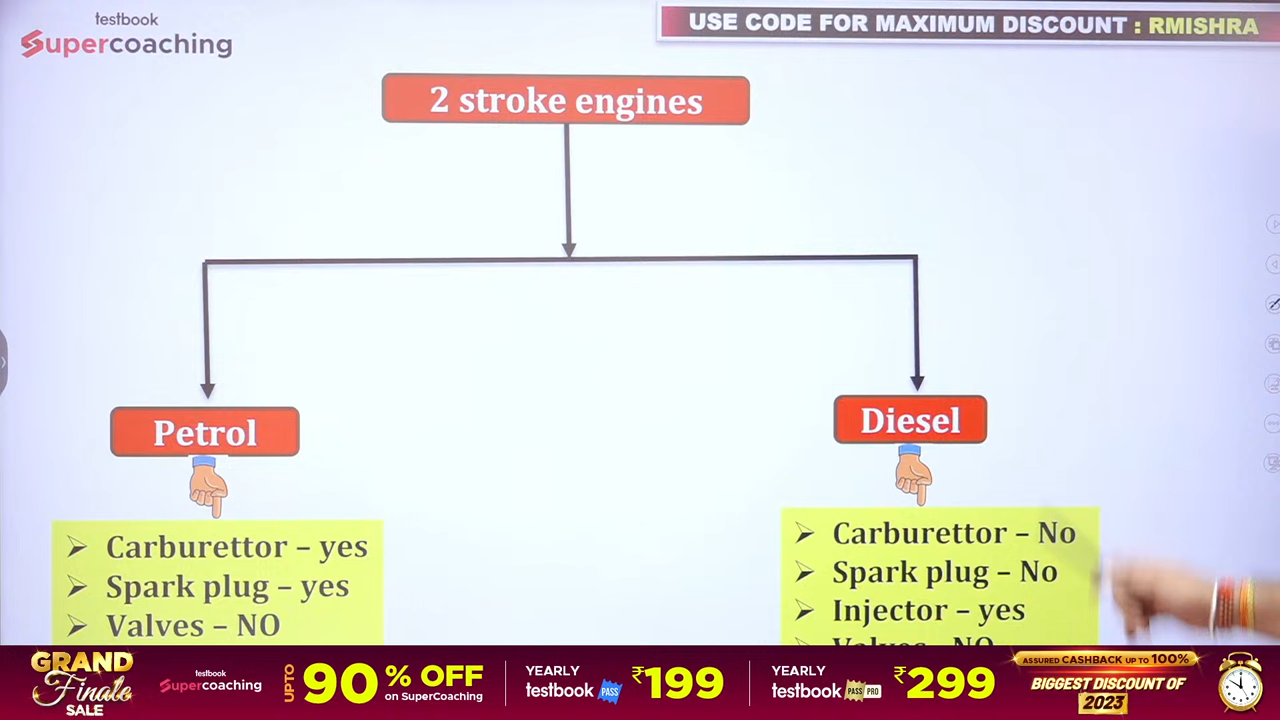 testbook
Supercoaching
USE CODE FOR MAXIMUM DISCOUNT : RMISHRA
2 stroke engines
Petrol
Diesel
Carburettor – yes
Spark plug – yes
Valves – NO
Carburettor – No
Spark plug – No
Injector – yes
Valves – NO
GRAND
Finale
SALE
testbook
Supercoaching
UPTO 90% OFF
on SuperCoaching
YEARLY
testbook PASS
₹199
YEARLY
testbook PASS PRO
₹299
ASSURED CASHBACK UP TO 100%
BIGGEST DISCOUNT OF
2023